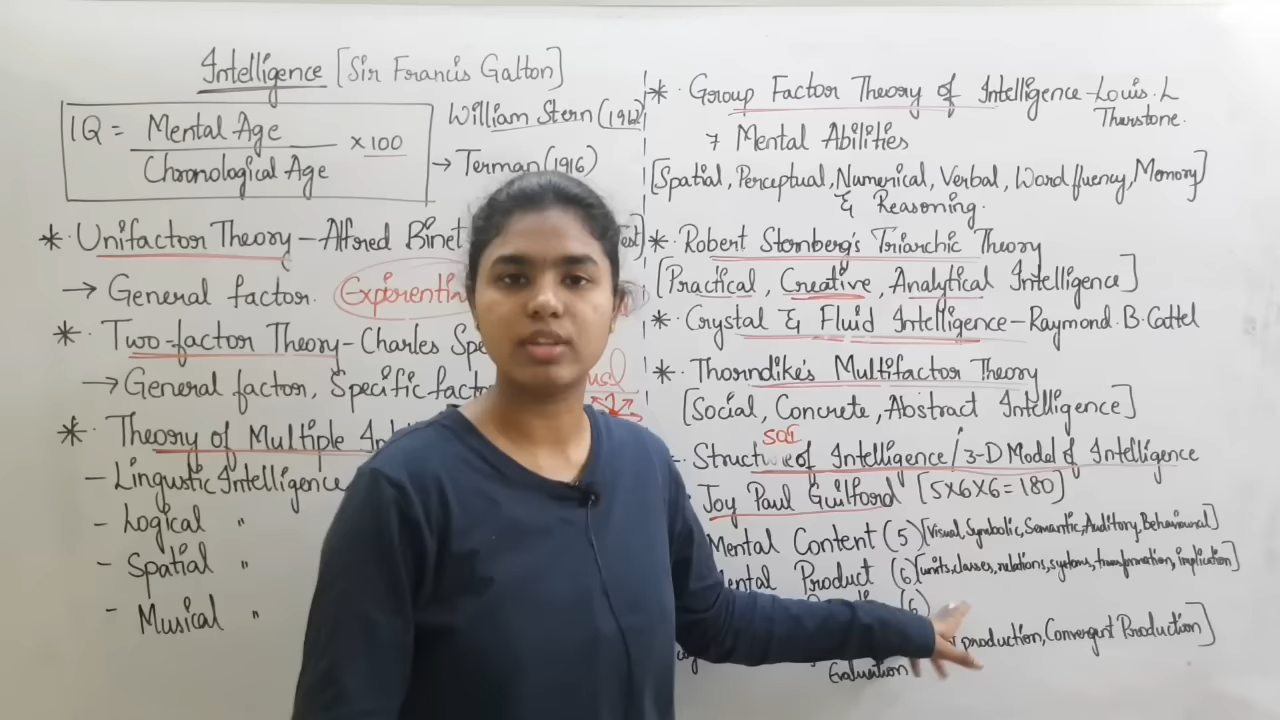 Intelligence [Sir Francis Galton]
IQ = Mental Age / Chronological Age × 100
William Stern (1912)
→ Terman (1916)
* Unifactor Theory - Alfred Binet
→ General factor.
* Two-factor Theory - Charles
→ General factor, Specific
* Theory of Multiple
- Lingustic Intelligence
- Logical "
- Spatial "
- Musical "
* Group Factor Theory of Intelligence - Louis. L
Thurstone.
7 Mental Abilities
[Spatial, Perceptual, Numerical, Verbal, Word fluency, Memory]
& Reasoning.
* Robert Sternberg's Triarchic Theory
[Practical, Creative, Analytical Intelligence]
* Crystal & Fluid Intelligence - Raymond. B. Cattel
* Thorndike's Multifactor Theory
[Social, Concrete, Abstract Intelligence]
SOI
Structure of Intelligence / 3-D Model of Intelligence
Joy Paul Guilford [5×6×6=180]
Mental Content (5) [Visual, Symbolic, Semantic, Auditory, Behavioural]
Product (6) [units, classes, relations, systems, transformation, implication]
(6)
production, Convergent Production]
Evaluation